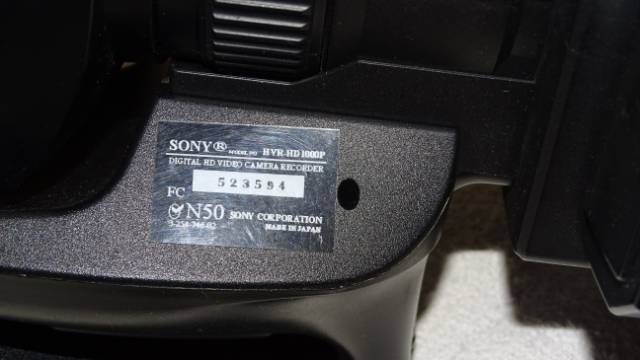 SONY® MODEL NO HVR-HD1000P
DIGITAL HD VIDEO CAMERA RECORDER
523594
FC
N50 SONY CORPORATION
MADE IN JAPAN